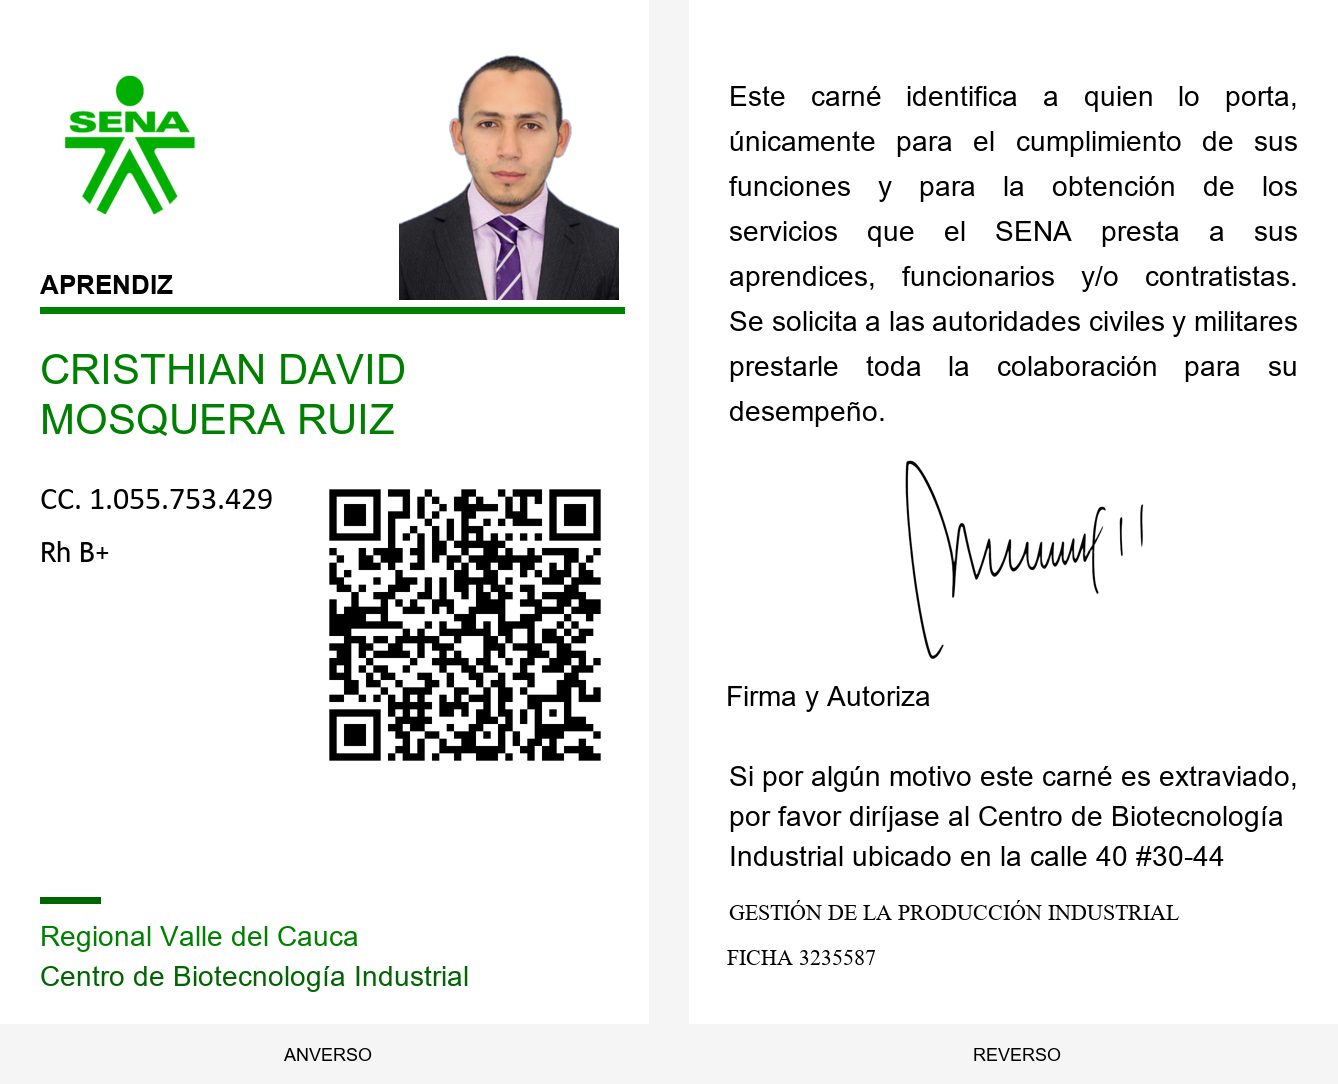 SENA
APRENDIZ
CRISTHIAN DAVID
MOSQUERA RUIZ
CC. 1.055.753.429
Rh B+
Regional Valle del Cauca
Centro de Biotecnología Industrial
ANVERSO
Este carné identifica a quien lo porta,
únicamente para el cumplimiento de sus
funciones y para la obtención de los
servicios que el SENA presta a sus
aprendices, funcionarios y/o contratistas.
Se solicita a las autoridades civiles y militares
prestarle toda la colaboración para su
desempeño.
Firma y Autoriza
Si por algún motivo este carné es extraviado,
por favor diríjase al Centro de Biotecnología
Industrial ubicado en la calle 40 #30-44
GESTIÓN DE LA PRODUCCIÓN INDUSTRIAL
FICHA 3235587
REVERSO